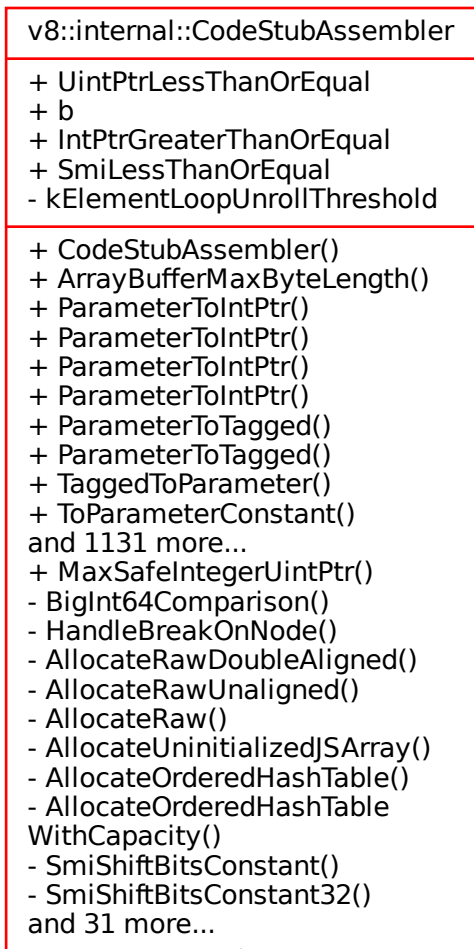 v8::internal::CodeStubAssembler
+ UintPtrLessThanOrEqual
+ b
+ IntPtrGreaterThanOrEqual
+ SmiLessThanOrEqual
- kElementLoopUnrollThreshold
+ CodeStubAssembler()
+ ArrayBufferMaxByteLength()
+ ParameterToIntPtr()
+ ParameterToIntPtr()
+ ParameterToIntPtr()
+ ParameterToIntPtr()
+ ParameterToTagged()
+ ParameterToTagged()
+ TaggedToParameter()
+ ToParameterConstant()
and 1131 more...
+ MaxSafeIntegerUintPtr()
- BigInt64Comparison()
- HandleBreakOnNode()
- AllocateRawDoubleAligned()
- AllocateRawUnaligned()
- AllocateRaw()
- AllocateUninitializedJSArray()
- AllocateOrderedHashTable()
- AllocateOrderedHashTable
WithCapacity()
- SmiShiftBitsConstant()
- SmiShiftBitsConstant32()
and 31 more...